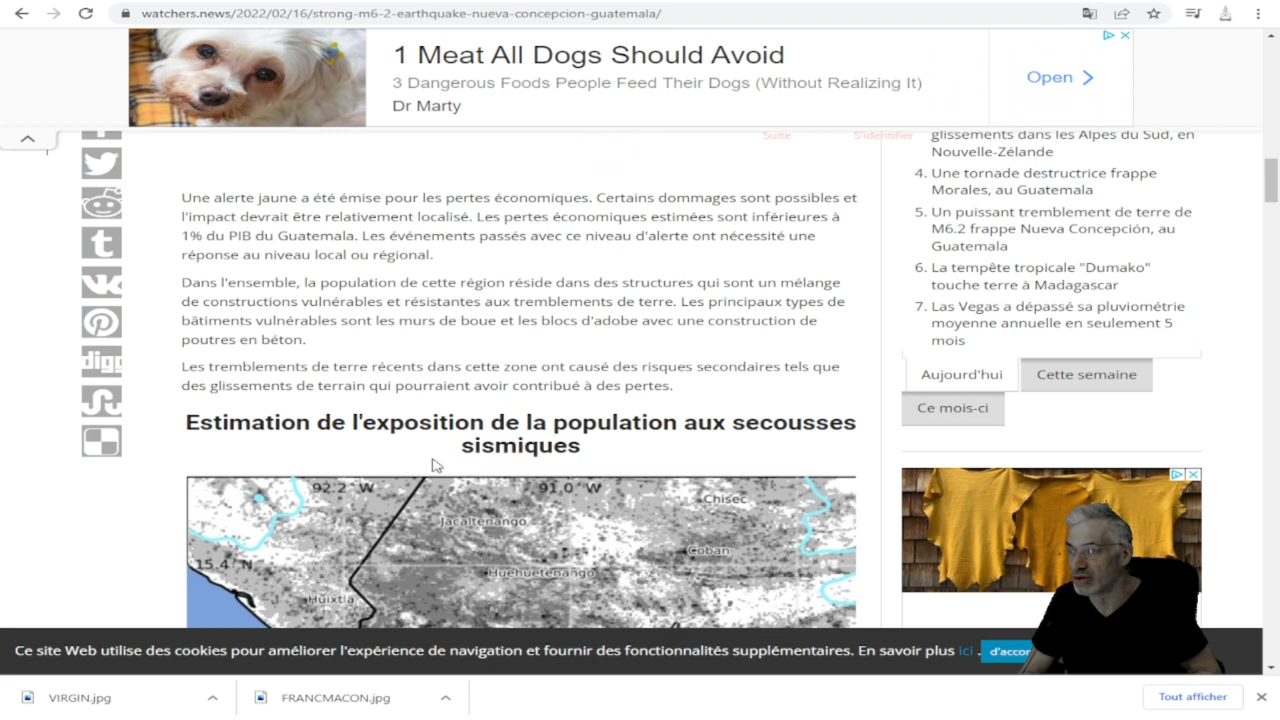 watchers.news/2022/02/16/strong-m6-2-earthquake-nueva-concepcion-guatemala/
1 Meat All Dogs Should Avoid
3 Dangerous Foods People Feed Their Dogs (Without Realizing It)
Dr Marty
Open
Suite
S'identifier
Une alerte jaune a été émise pour les pertes économiques. Certains dommages sont possibles et
l'impact devrait être relativement localisé. Les pertes économiques estimées sont inférieures à
1% du PIB du Guatemala. Les événements passés avec ce niveau d'alerte ont nécessité une
réponse au niveau local ou régional.
Dans l'ensemble, la population de cette région réside dans des structures qui sont un mélange
de constructions vulnérables et résistantes aux tremblements de terre. Les principaux types de
bâtiments vulnérables sont les murs de boue et les blocs d'adobe avec une construction de
poutres en béton.
Les tremblements de terre récents dans cette zone ont causé des risques secondaires tels que
des glissements de terrain qui pourraient avoir contribué à des pertes.
Estimation de l'exposition de la population aux secousses
sismiques
92.2 W
91.0 W
Chisec
Jacaltenango
Coban
15.4 N
Huehuetenango
Huixtla
glissements dans les Alpes du Sud, en
Nouvelle-Zélande
4. Une tornade destructrice frappe
Morales, au Guatemala
5. Un puissant tremblement de terre de
M6.2 frappe Nueva Concepción, au
Guatemala
6. La tempête tropicale "Dumako"
touche terre à Madagascar
7. Las Vegas a dépassé sa pluviométrie
moyenne annuelle en seulement 5
mois
Aujourd'hui
Cette semaine
Ce mois-ci
digg
Ce site Web utilise des cookies pour améliorer l'expérience de navigation et fournir des fonctionnalités supplémentaires. En savoir plus ici .
d'accor
VIRGIN.jpg
FRANCMACON.jpg
Tout afficher